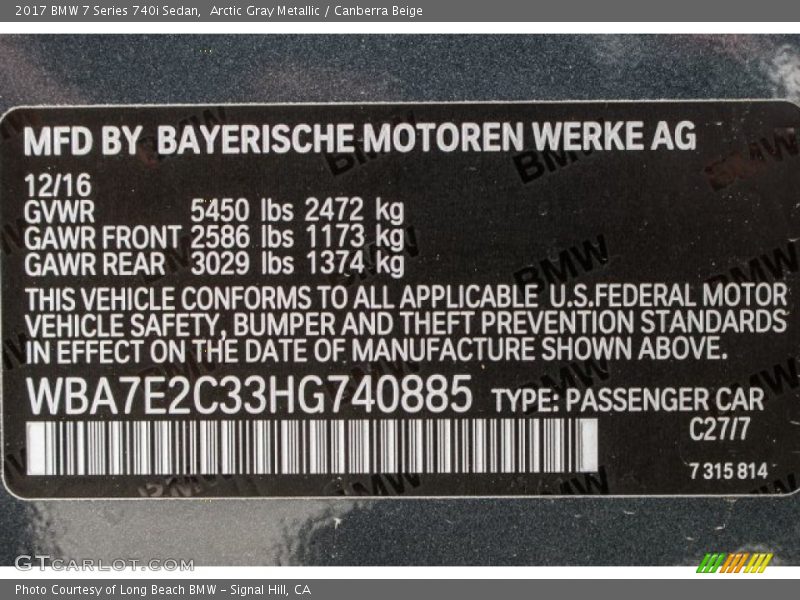 2017 BMW 7 Series 740i Sedan,  Arctic Gray Metallic / Canberra Beige
MFD BY BAYERISCHE MOTOREN WERKE AG
12/16
GVWR 5450 lbs 2472 kg
GAWR FRONT 2586 lbs 1173 kg
GAWR REAR 3029 lbs 1374 kg
THIS VEHICLE CONFORMS TO ALL APPLICABLE U.S.FEDERAL MOTOR
VEHICLE SAFETY, BUMPER AND THEFT PREVENTION STANDARDS
IN EFFECT ON THE DATE OF MANUFACTURE SHOWN ABOVE.
WBA7E2C33HG740885 TYPE: PASSENGER CAR
C27/7
7 315 814
GTCARLOT.COM
Photo Courtesy of Long Beach BMW - Signal Hill, CA